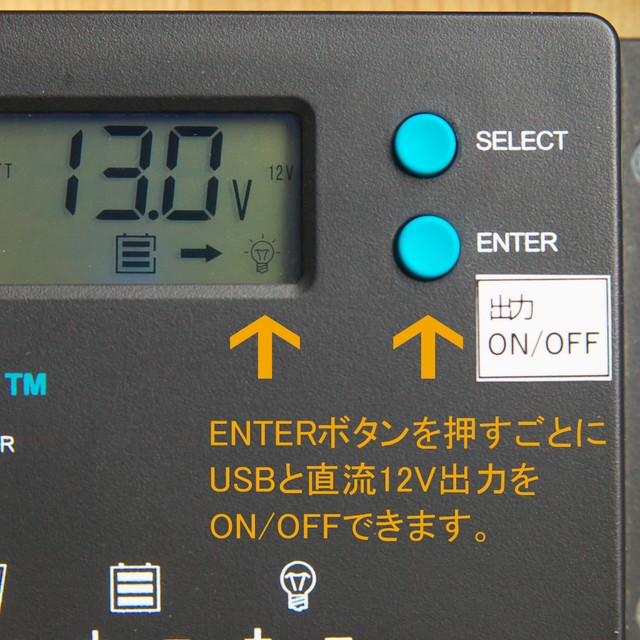 TT
13.0 V
12V
SELECT
ENTER
出力
ON/OFF
TM
R
ENTERボタンを押すごとに
USBと直流12V出力を
ON/OFFできます。
+ - + -